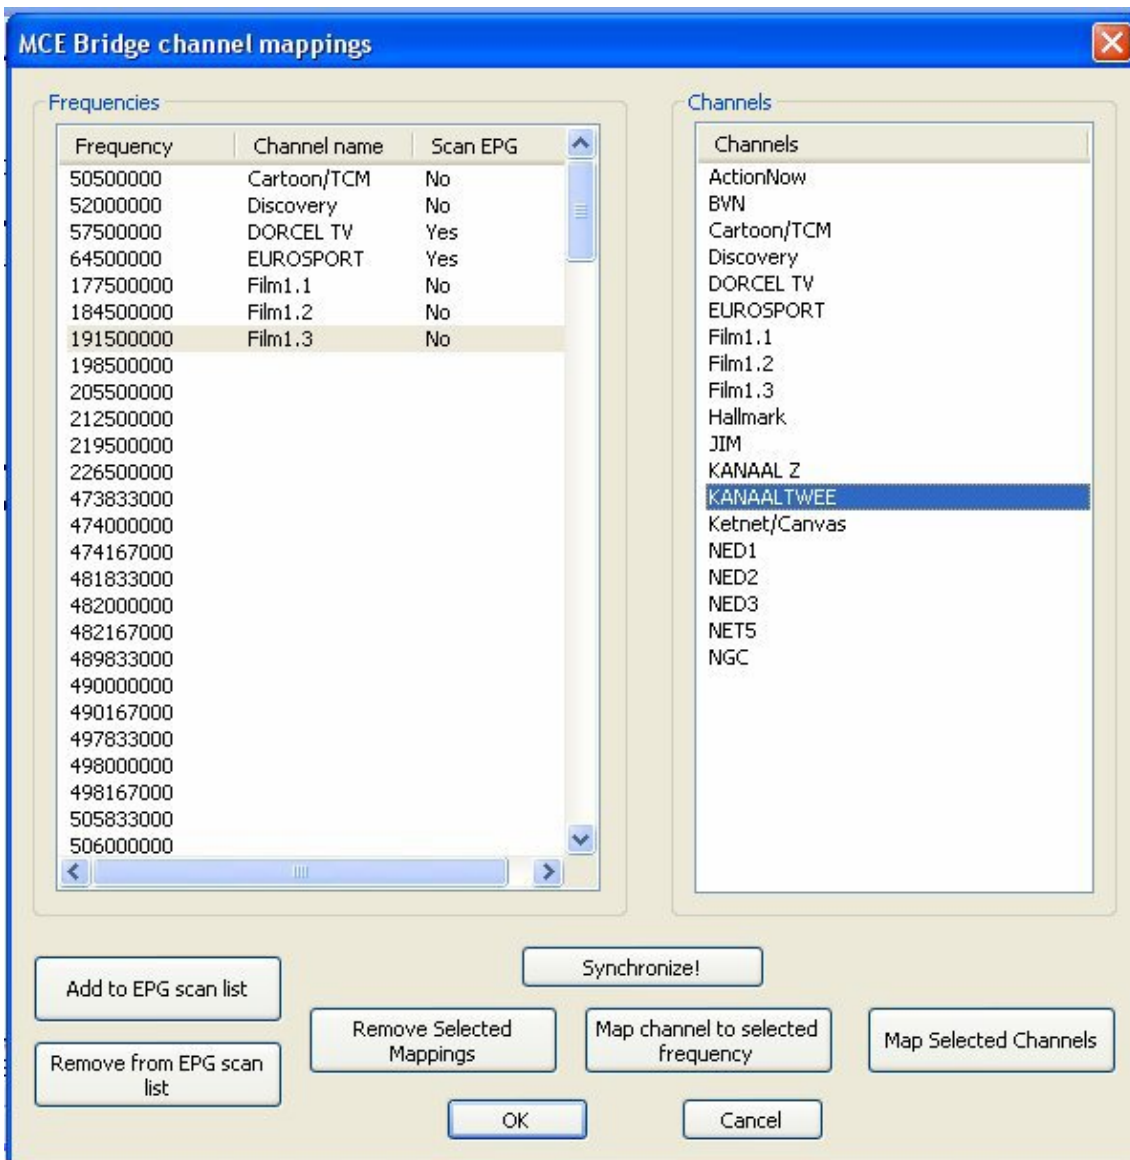 MCE Bridge channel mappings
Frequencies
Frequency Channel name Scan EPG
50500000 Cartoon/TCM No
52000000 Discovery No
57500000 DORCEL TV Yes
64500000 EUROSPORT Yes
177500000 Film1.1 No
184500000 Film1.2 No
191500000 Film1.3 No
198500000
205500000
212500000
219500000
226500000
473833000
474000000
474167000
481833000
482000000
482167000
489833000
490000000
490167000
497833000
498000000
498167000
505833000
506000000
Channels
Channels
ActionNow
BVN
Cartoon/TCM
Discovery
DORCEL TV
EUROSPORT
Film1.1
Film1.2
Film1.3
Hallmark
JIM
KANAAL Z
KANAALTWEE
Ketnet/Canvas
NED1
NED2
NED3
NET5
NGC
Add to EPG scan list
Remove from EPG scan
list
Synchronize!
Remove Selected
Mappings
Map channel to selected
frequency
Map Selected Channels
OK
Cancel